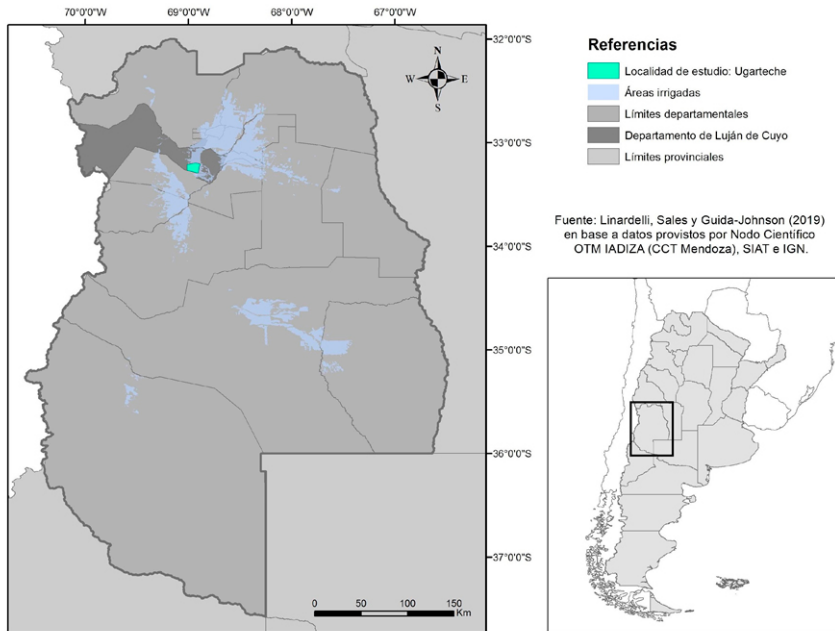 70°0'0"W 69°0'0"W 68°0'0"W 67°0'0"W
32°0'0"S
33°0'0"S
34°0'0"S
35°0'0"S
36°0'0"S
37°0'0"S
N
W E
S
0 50 100 150
Km
Referencias
Localidad de estudio: Ugarteche
Áreas irrigadas
Límites departamentales
Departamento de Luján de Cuyo
Límites provinciales
Fuente: Linardelli, Sales y Guida-Johnson (2019)
en base a datos provistos por Nodo Científico
OTM IADIZA (CCT Mendoza), SIAT e IGN.